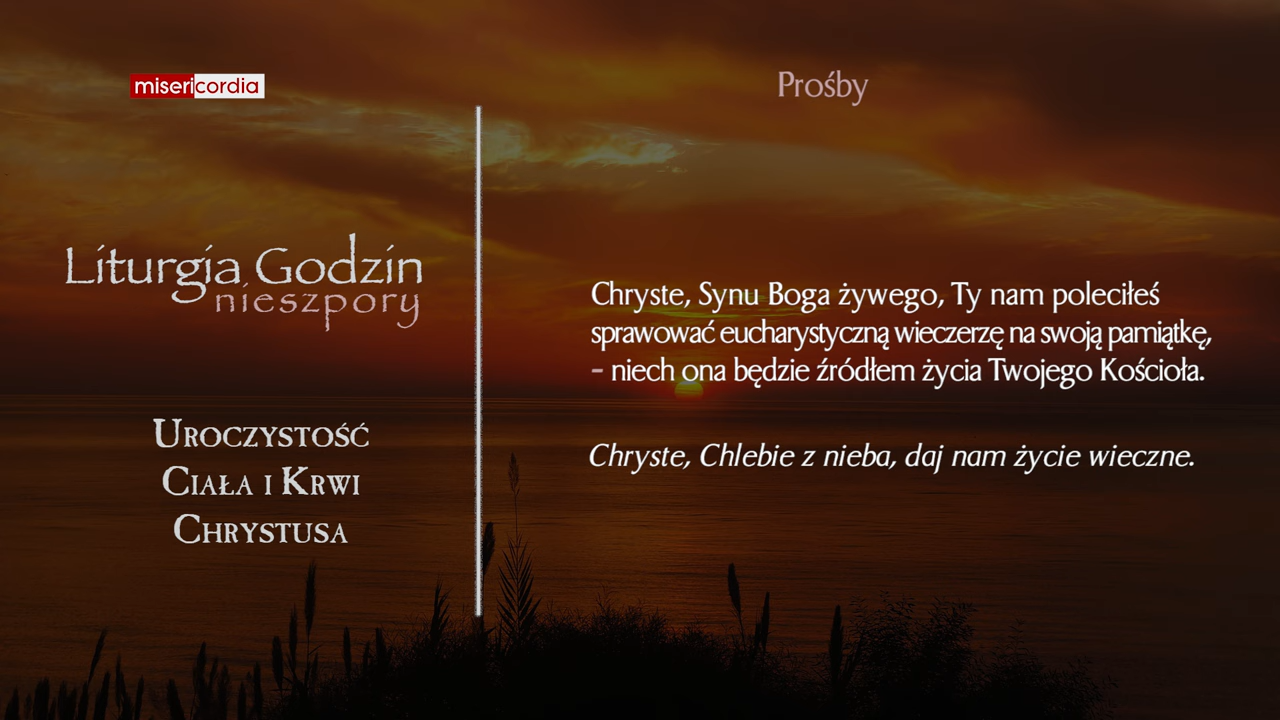 misericordia
Liturgia Godzin
nieszpory
Uroczystość
Ciała i Krwi
Chrystusa
Prośby
Chryste, Synu Boga żywego, Ty nam poleciłeś
sprawować eucharystyczną wieczerzę na swoją pamiątkę,
– niech ona będzie źródłem życia Twojego Kościoła.
Chryste, Chlebie z nieba, daj nam życie wieczne.